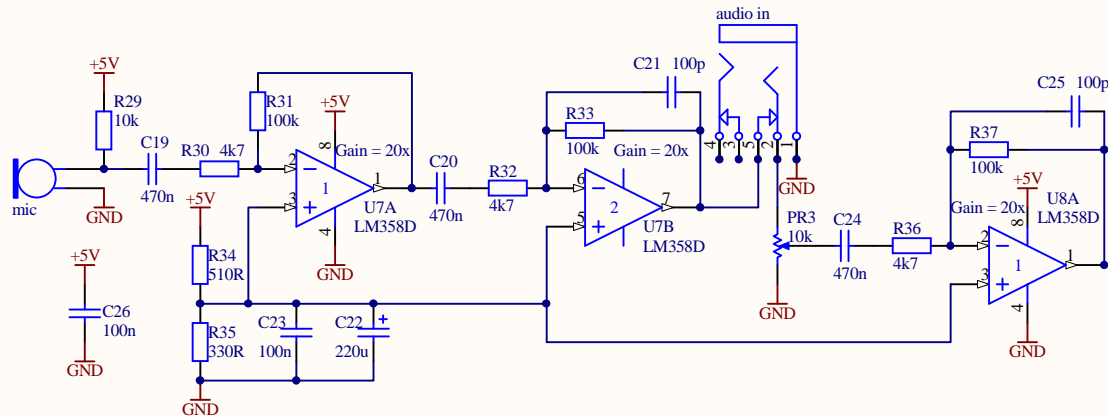 audio in
+5V
R29
10k
C19
470n
mic
GND
R30
4k7
R31
100k
+5V
Gain = 20x
2
3
8
1
4
1
U7A
LM358D
GND
C20
470n
R32
4k7
C21 100p
R33
100k
Gain = 20x
6
5
2
7
U7B
LM358D
4
3
5
2
1
GND
PR3
10k
GND
C24
470n
R36
4k7
C25 100p
R37
100k
+5V
Gain = 20x
U8A
LM358D
2
3
8
1
4
1
GND
+5V
R34
510R
R35
330R
GND
C23
100n
C22
220u
+
+5V
C26
100n
GND